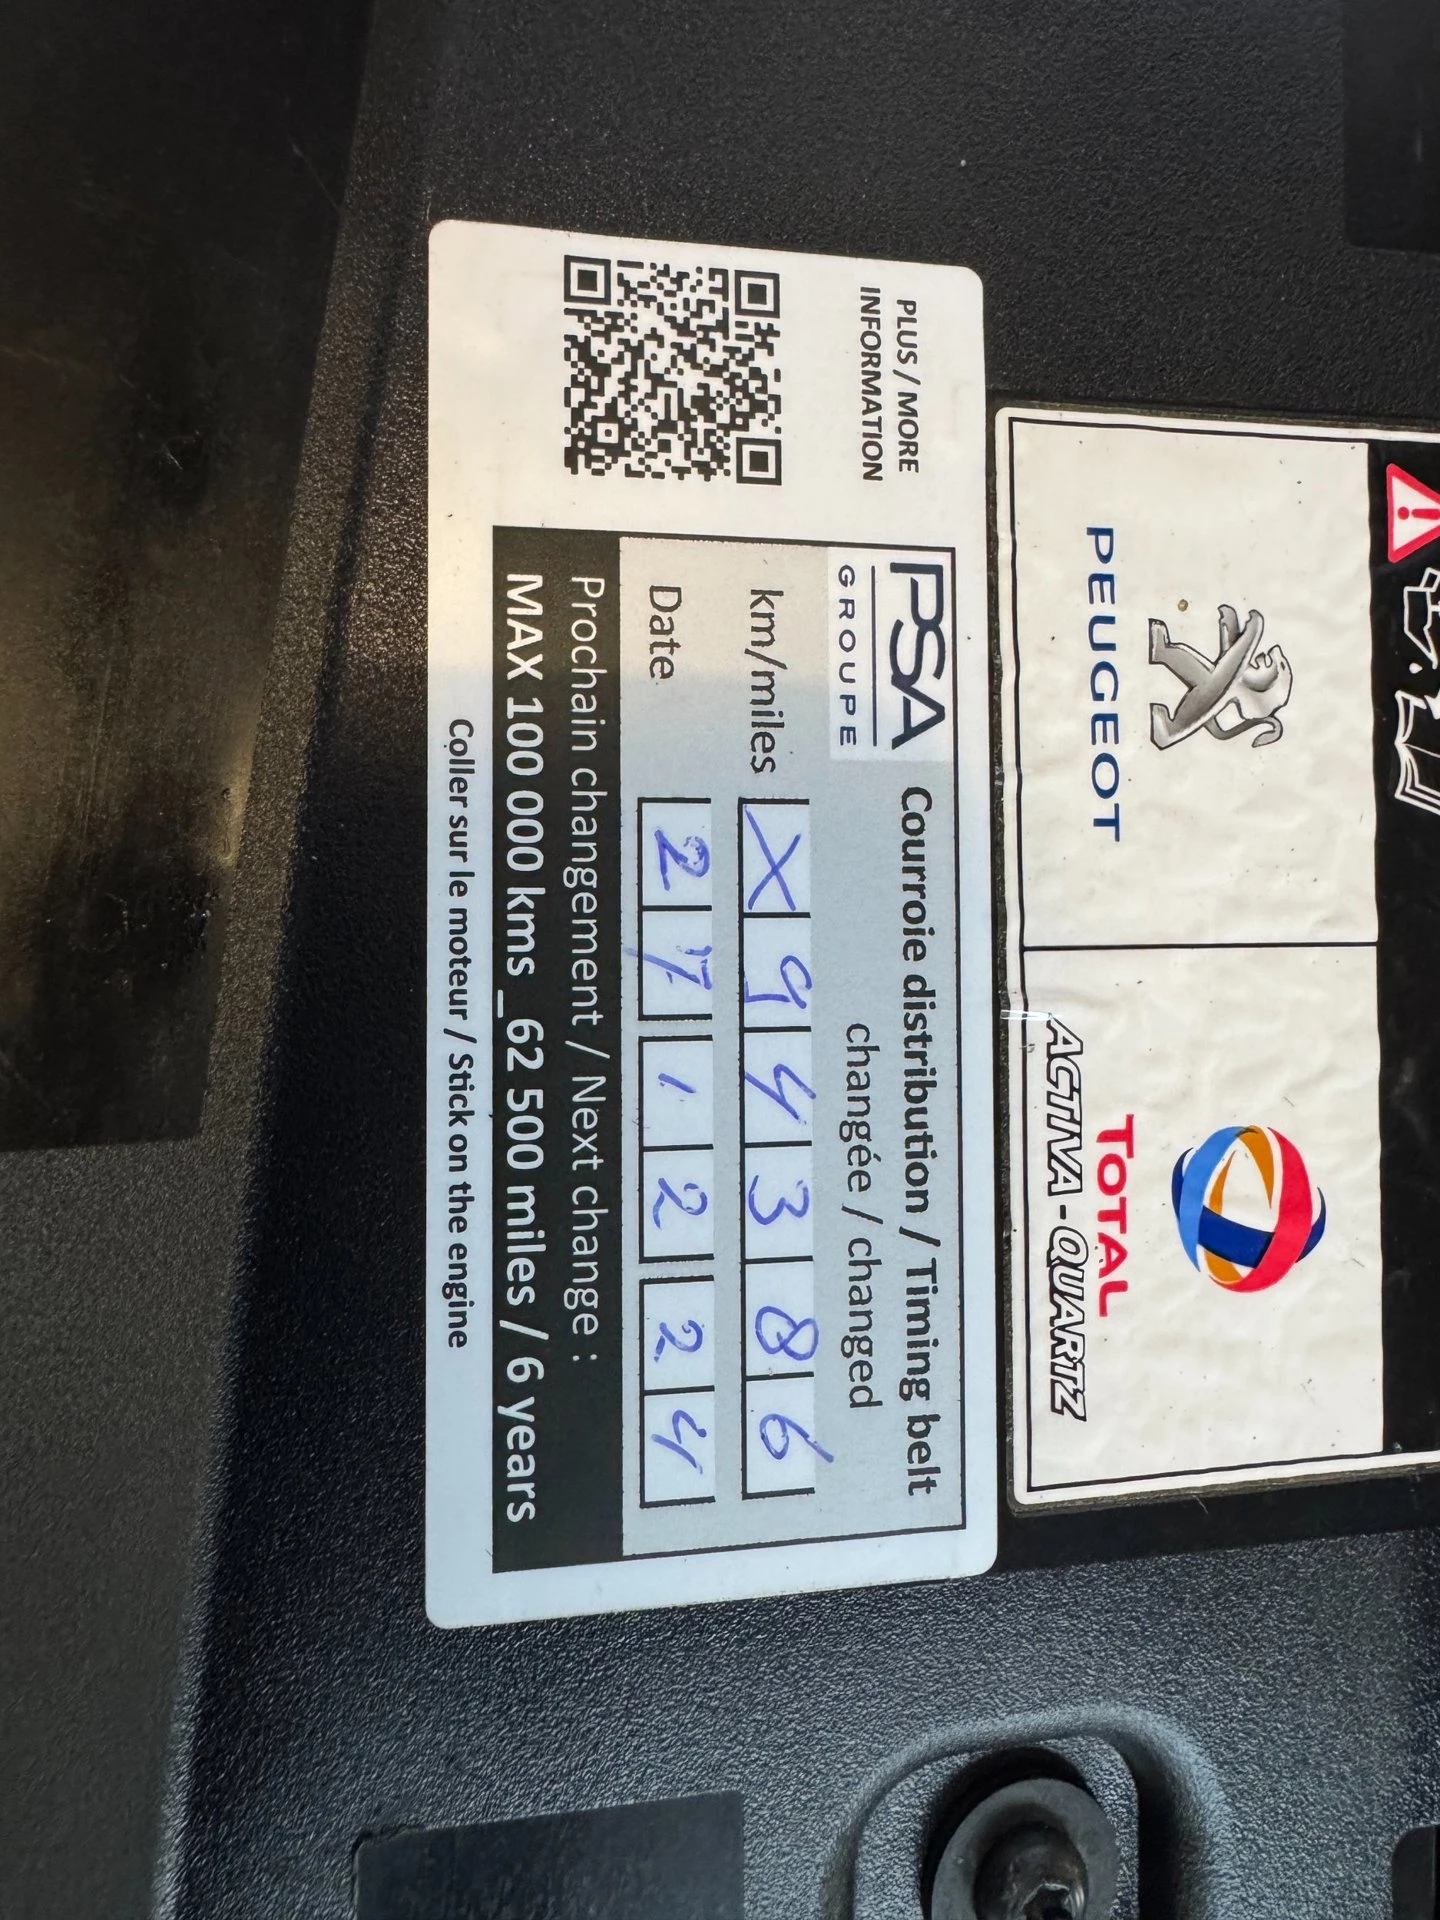 PEUGEOT
TOTAL
ACTIVA - QUARTZ
PLUS / MORE
INFORMATION
PSA
GROUPE
Courroie distribution / Timing belt
changée / changed
km/miles X 9 4 3 8 6
Date 2 7 1 2 2 4
Prochain changement / Next change :
MAX 100 000 kms _62 500 miles / 6 years
Coller sur le moteur / Stick on the engine